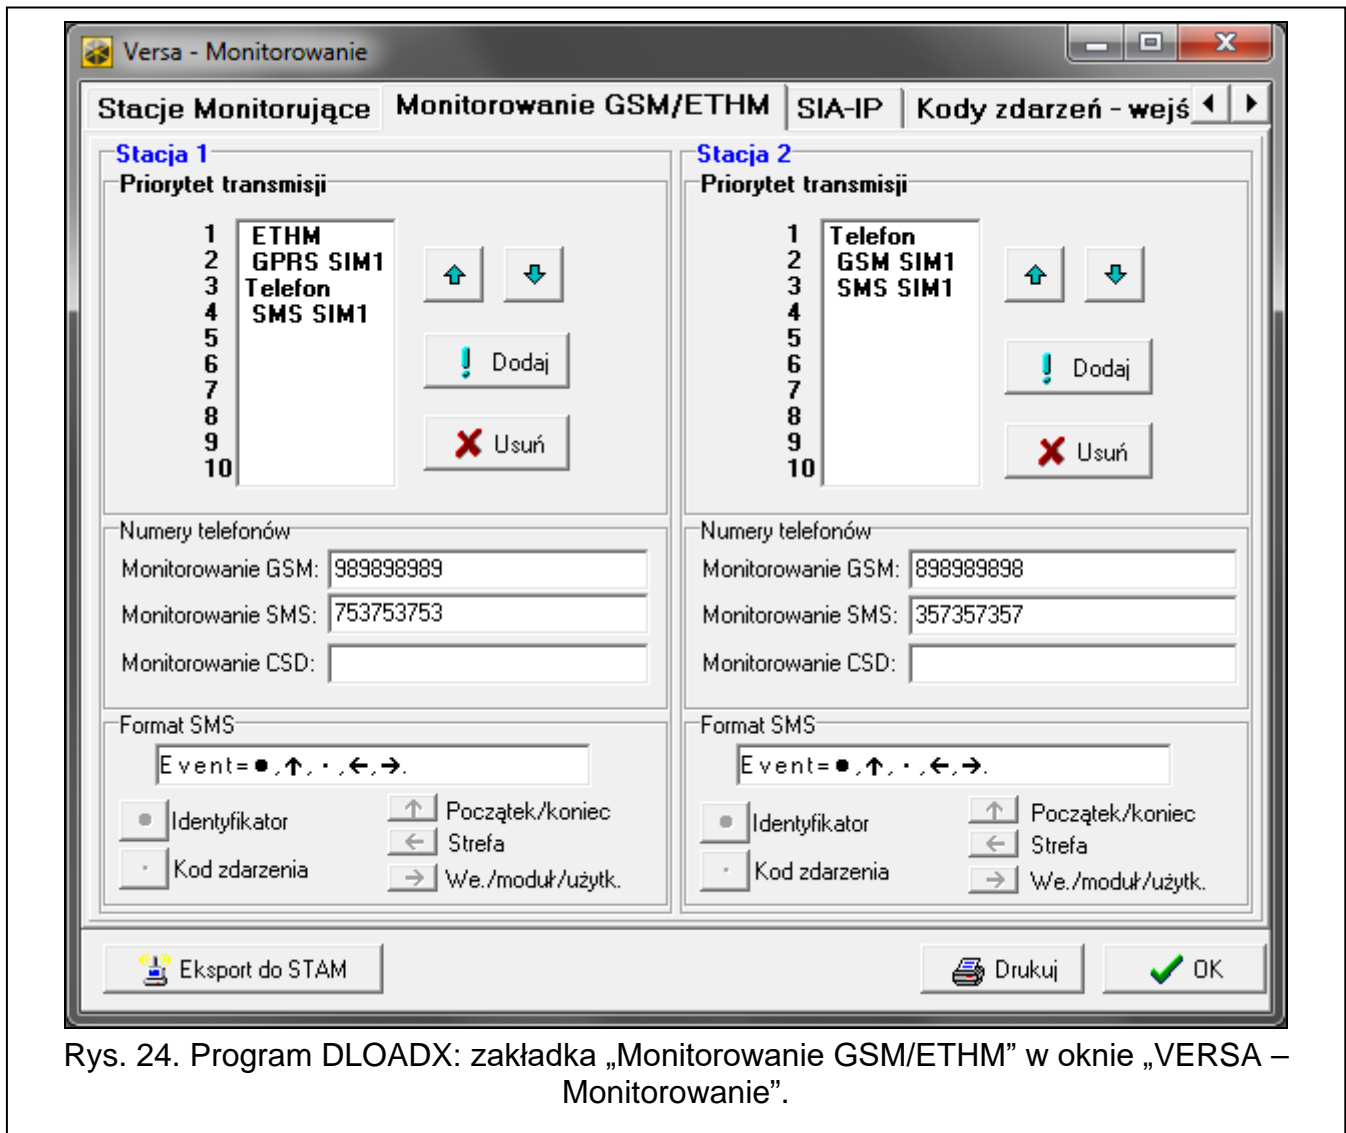 Versa - Monitorowanie
Stacje Monitorujące Monitorowanie GSM/ETHM SIA-IP Kody zdarzeń - wejś
Stacja 1
Priorytet transmisji
1 ETHM
2 GPRS SIM1
3 Telefon
4 SMS SIM1
5
6
7
8
9
10
Dodaj
Usuń
Numery telefonów
Monitorowanie GSM: 989898989
Monitorowanie SMS: 753753753
Monitorowanie CSD:
Format SMS
Event=●,↑,·,←,→.
Identyfikator
Początek/koniec
Strefa
Kod zdarzenia
We./moduł/użytk.
Stacja 2
Priorytet transmisji
1 Telefon
2 GSM SIM1
3 SMS SIM1
4
5
6
7
8
9
10
Dodaj
Usuń
Numery telefonów
Monitorowanie GSM: 898989898
Monitorowanie SMS: 357357357
Monitorowanie CSD:
Format SMS
Event=●,↑,·,←,→.
Identyfikator
Początek/koniec
Strefa
Kod zdarzenia
We./moduł/użytk.
Eksport do STAM
Drukuj
OK
Rys. 24. Program DLOADX: zakładka „Monitorowanie GSM/ETHM” w oknie „VERSA –
Monitorowanie”.